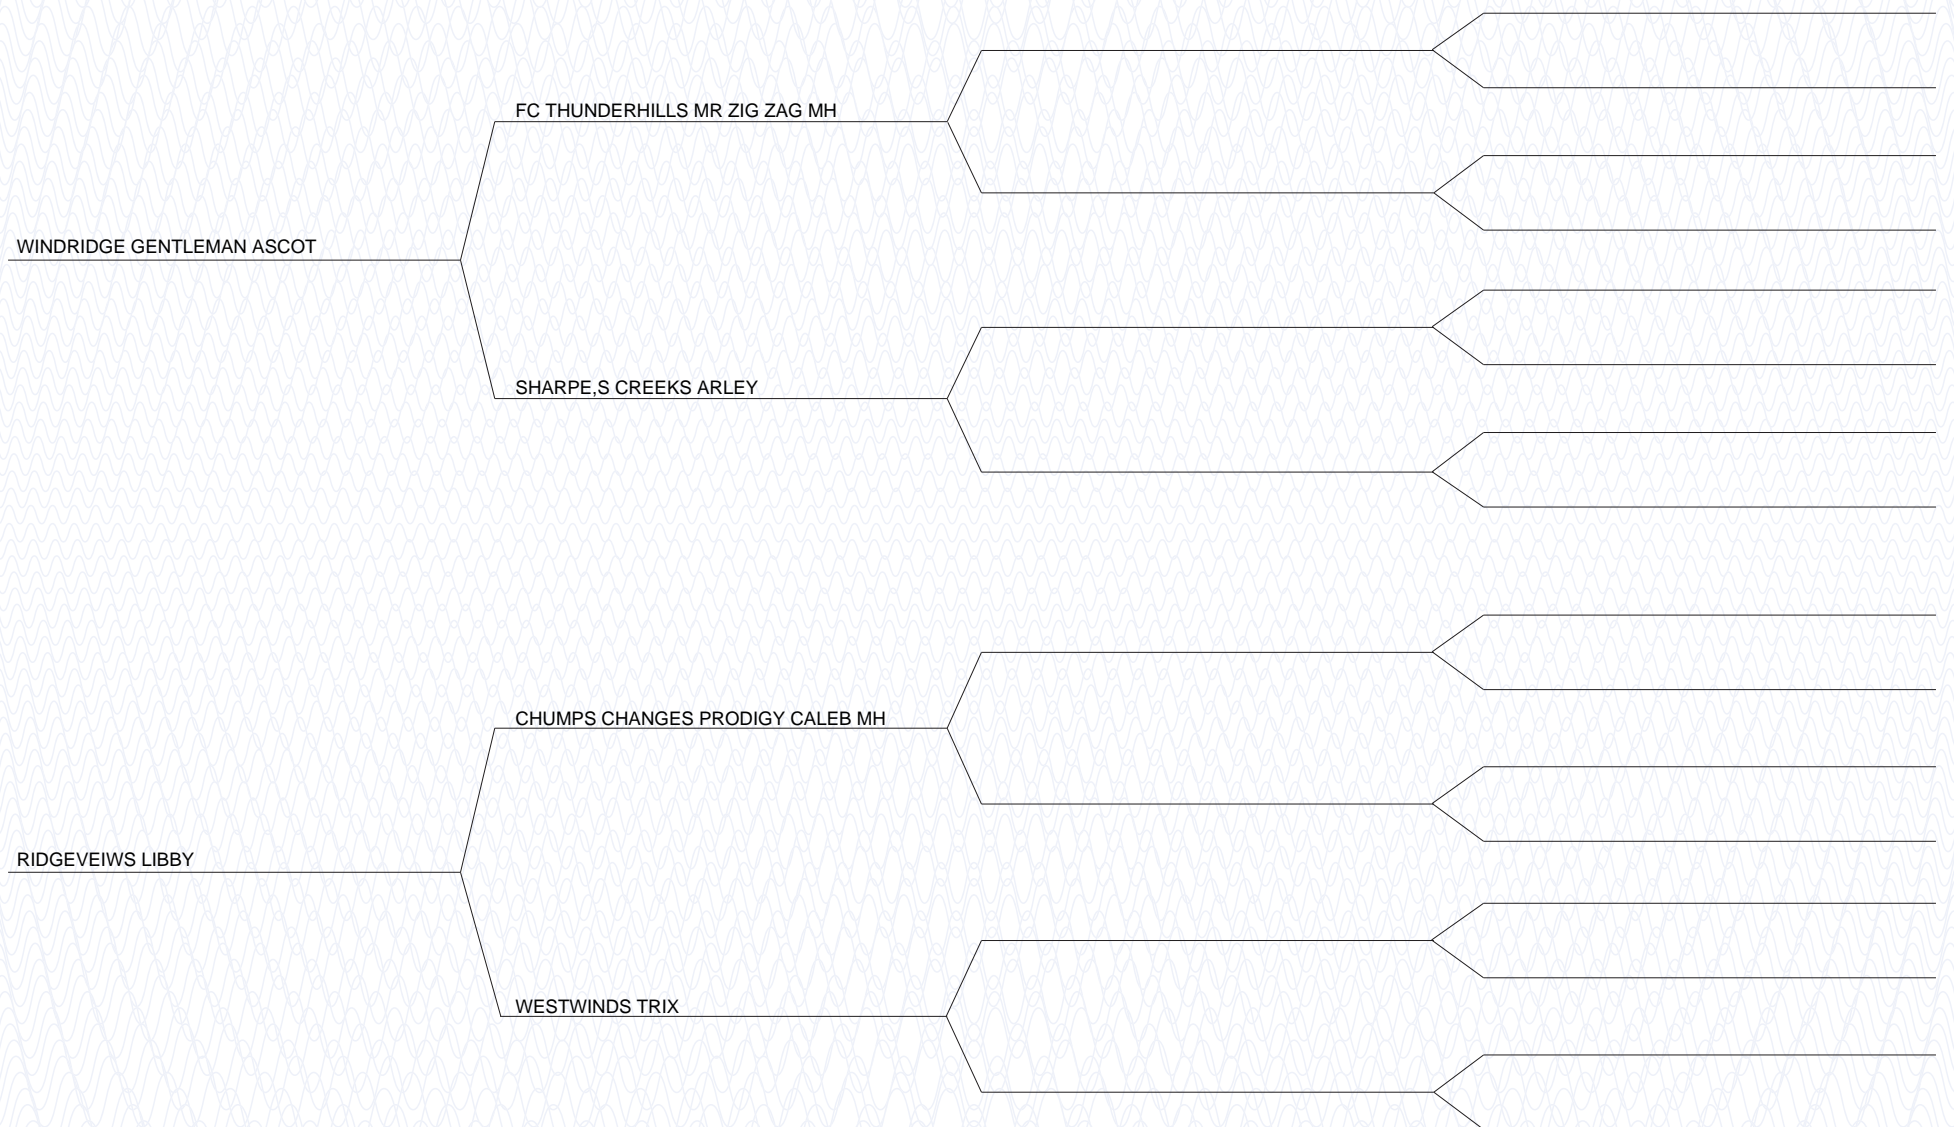 FC THUNDERHILLS MR ZIG ZAG MH
WINDRIDGE GENTLEMAN ASCOT
SHARPE,S CREEKS ARLEY
CHUMPS CHANGES PRODIGY CALEB MH
RIDGEVEIWS LIBBY
WESTWINDS TRIX